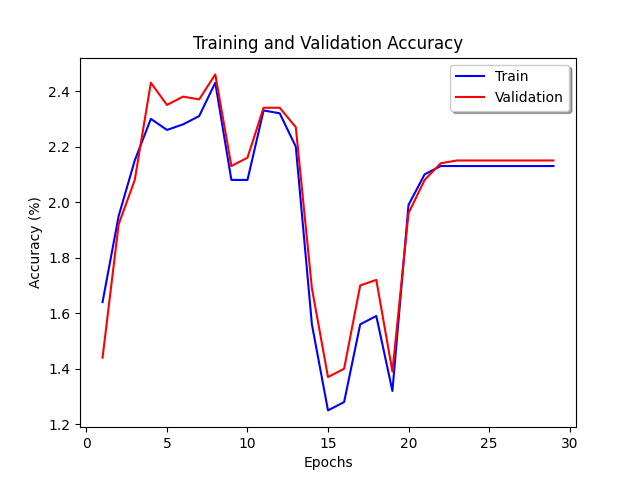 Training and Validation Accuracy
Train
Validation
2.4
2.2
2.0
1.8
1.6
1.4
1.2
Accuracy (%)
0 5 10 15 20 25 30
Epochs